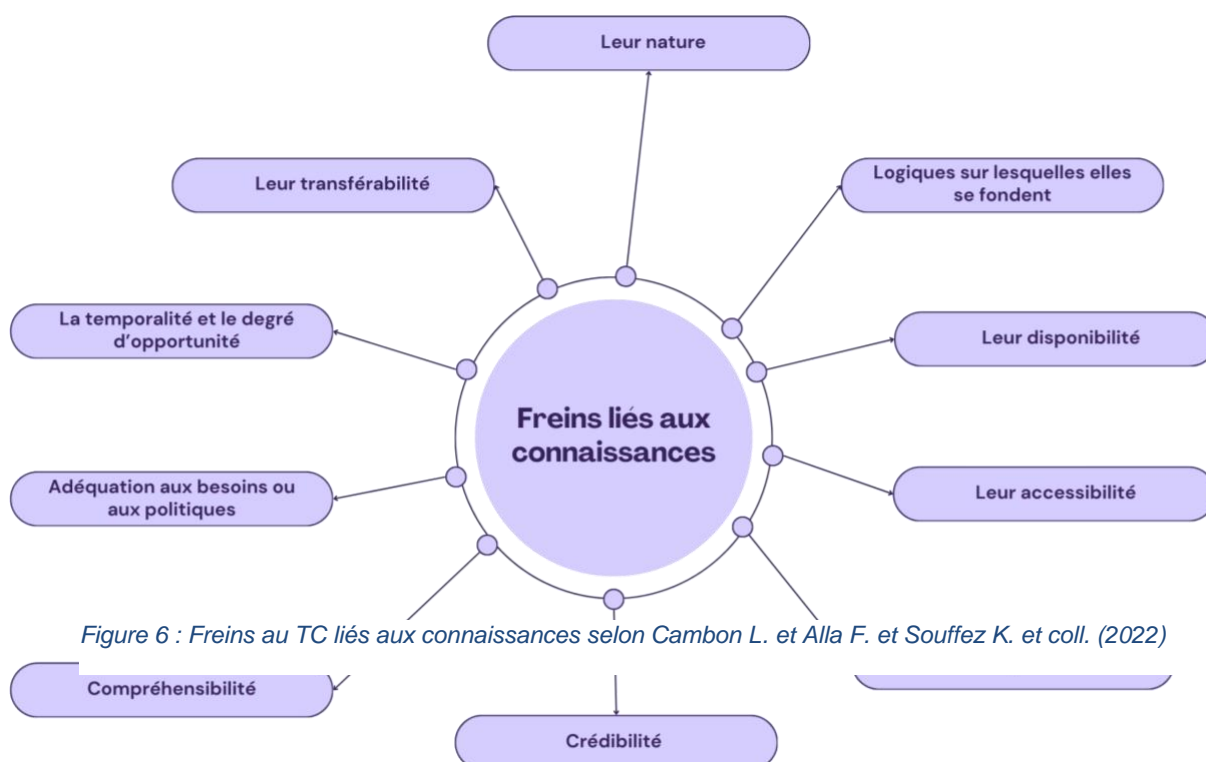 Leur nature
Leur transférabilité
Logiques sur lesquelles elles
se fondent
La temporalité et le degré
d'opportunité
Leur disponibilité
Freins liés aux
connaissances
Adéquation aux besoins ou
aux politiques
Leur accessibilité
Figure 6 : Freins au TC liés aux connaissances selon Cambon L. et Alla F. et Souffez K. et coll. (2022)
Compréhensibilité
Crédibilité